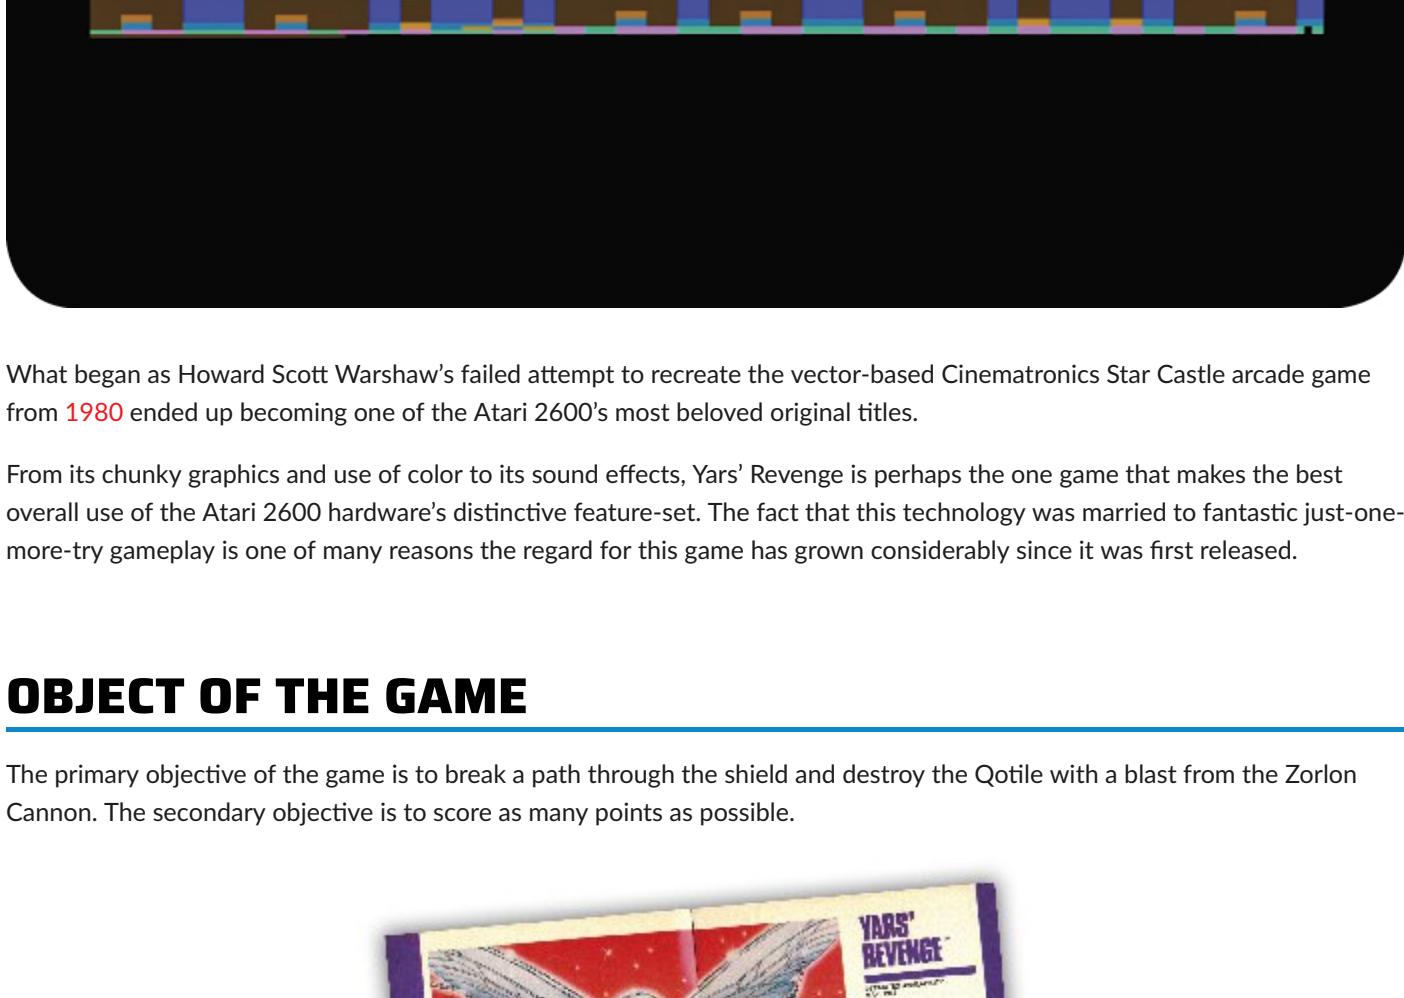 What began as Howard Scott Warshaw’s failed attempt to recreate the vector-based Cinematronics Star Castle arcade game
from 1980 ended up becoming one of the Atari 2600’s most beloved original titles.
From its chunky graphics and use of color to its sound effects, Yars’ Revenge is perhaps the one game that makes the best
overall use of the Atari 2600 hardware’s distinctive feature-set. The fact that this technology was married to fantastic just-one-
more-try gameplay is one of many reasons the regard for this game has grown considerably since it was first released.
OBJECT OF THE GAME
The primary objective of the game is to break a path through the shield and destroy the Qotile with a blast from the Zorlon
Cannon. The secondary objective is to score as many points as possible.
YARS’
REVENGE